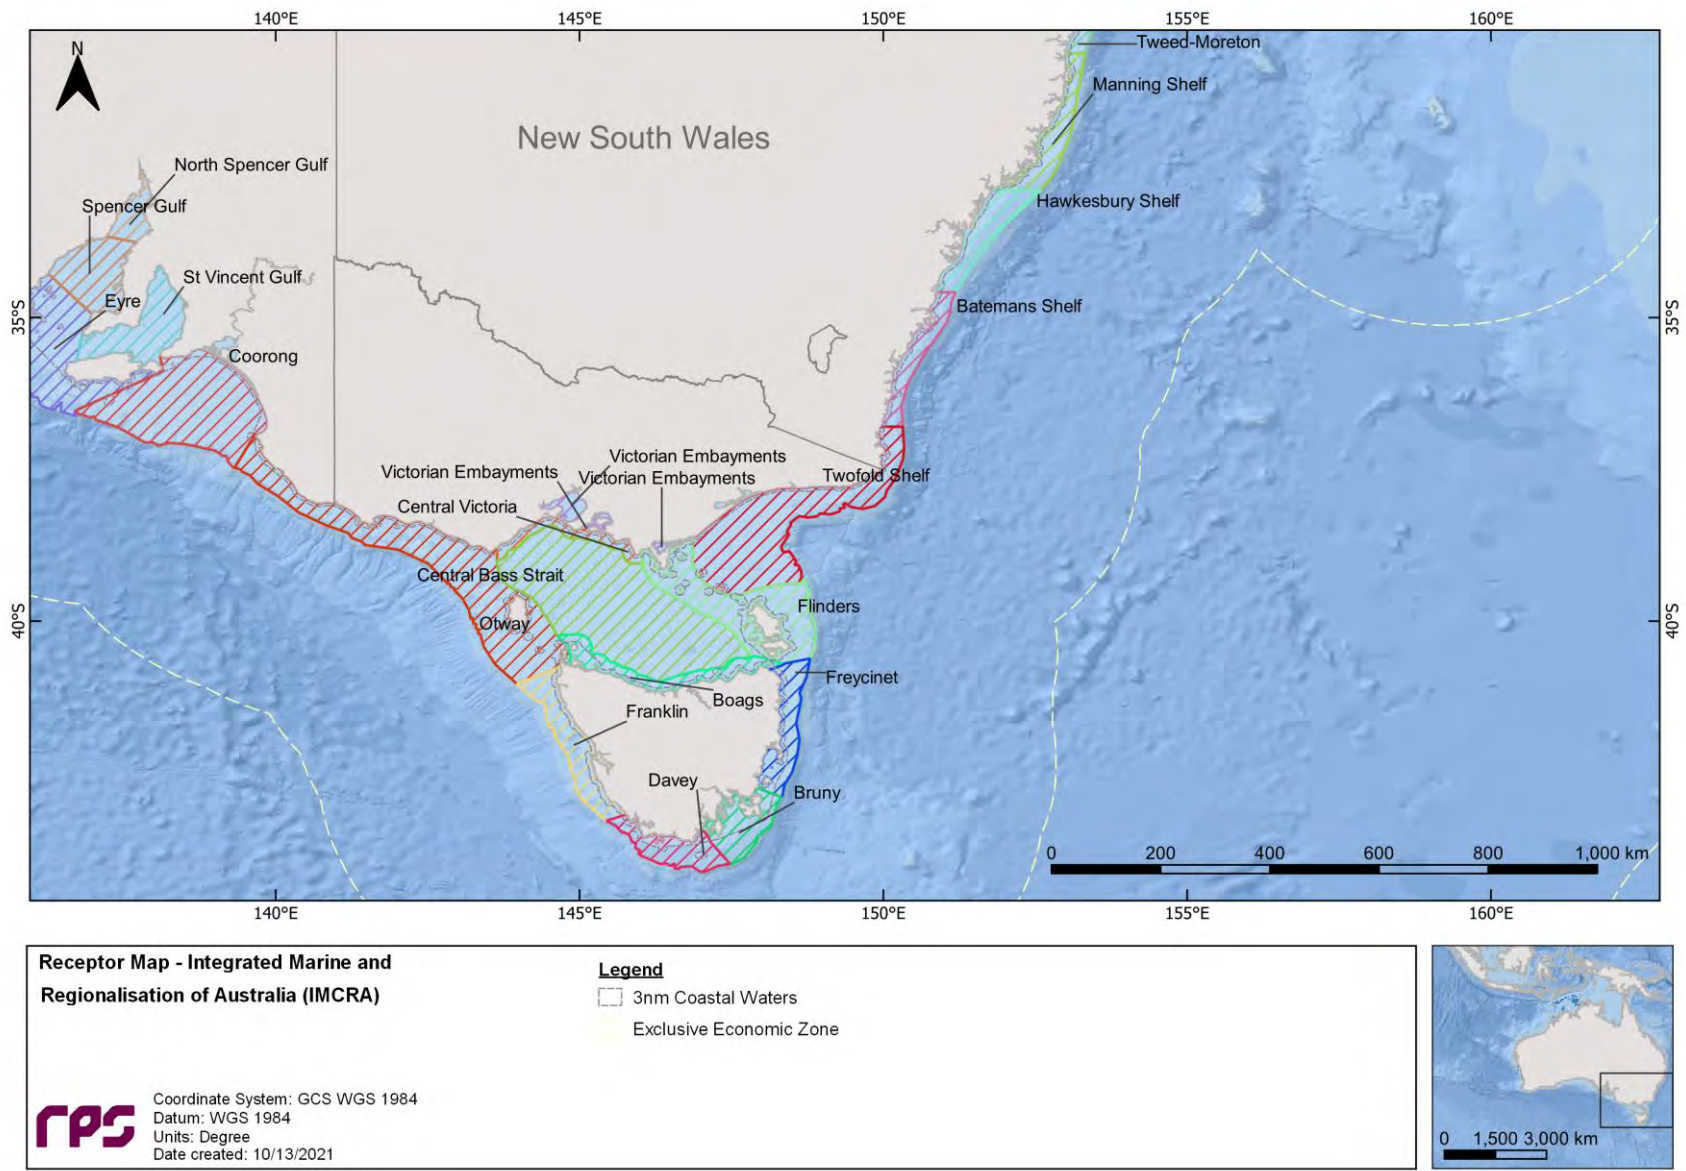 140°E 145°E 150°E 155°E 160°E
N
Tweed-Moreton
Manning Shelf
New South Wales
North Spencer Gulf
Spencer Gulf
Hawkesbury Shelf
St Vincent Gulf
Eyre
Batemans Shelf
35°S
35°S
Coorong
Victorian Embayments
Victorian Embayments
Victorian Embayments
Twofold Shelf
Central Victoria
Central Bass Strait
Flinders
40°S
Otway
40°S
Freycinet
Boags
Franklin
Davey
Bruny
0 200 400 600 800 1,000 km
140°E 145°E 150°E 155°E 160°E
Receptor Map - Integrated Marine and
Regionalisation of Australia (IMCRA)
Legend
3nm Coastal Waters
Exclusive Economic Zone
rps
Coordinate System: GCS WGS 1984
Datum: WGS 1984
Units: Degree
Date created: 10/13/2021
0 1,500 3,000 km